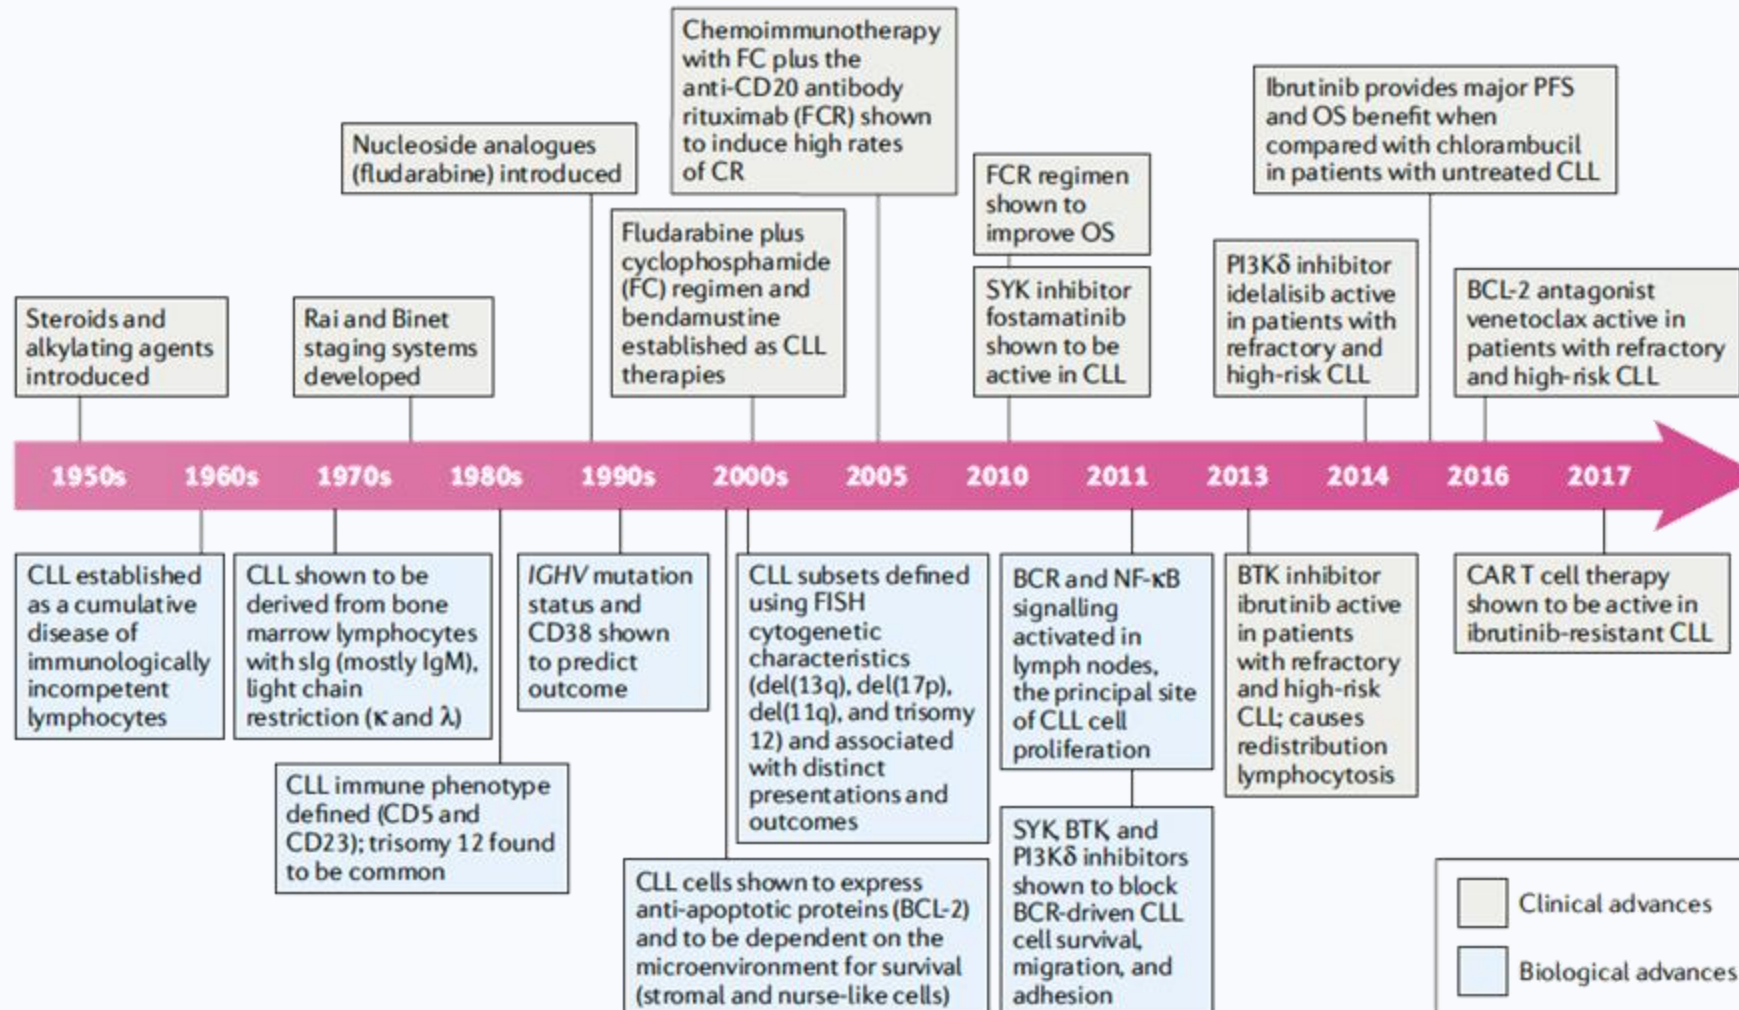 Chemoimmunotherapy
with FC plus the
anti-CD20 antibody
rituximab (FCR) shown
to induce high rates
of CR
Ibrutinib provides major PFS
and OS benefit when
compared with chlorambucil
in patients with untreated CLL
Nucleoside analogues
(fludarabine) introduced
FCR regimen
shown to
improve OS
Fludarabine plus
cyclophosphamide
(FC) regimen and
bendamustine
established as CLL
therapies
PI3Kδ inhibitor
idelalisib active
in patients with
refractory and
high-risk CLL
SYK inhibitor
fostamatinib
shown to be
active in CLL
BCL-2 antagonist
venetoclax active in
patients with refractory
and high-risk CLL
Steroids and
alkylating agents
introduced
Rai and Binet
staging systems
developed
1950s 1960s 1970s 1980s 1990s 2000s 2005 2010 2011 2013 2014 2016 2017
CLL established
as a cumulative
disease of
immunologically
incompetent
lymphocytes
CLL shown to be
derived from bone
marrow lymphocytes
with sIg (mostly IgM),
light chain
restriction (κ and λ)
IGHV mutation
status and
CD38 shown
to predict
outcome
CLL subsets defined
using FISH
cytogenetic
characteristics
(del(13q), del(17p),
del(11q), and trisomy
12) and associated
with distinct
presentations and
outcomes
BCR and NF-κB
signalling
activated in
lymph nodes,
the principal site
of CLL cell
proliferation
BTK inhibitor
ibrutinib active
in patients
with refractory
and high-risk
CLL; causes
redistribution
lymphocytosis
CAR T cell therapy
shown to be active in
ibrutinib-resistant CLL
CLL immune phenotype
defined (CD5 and
CD23); trisomy 12 found
to be common
SYK, BTK, and
PI3Kδ inhibitors
shown to block
BCR-driven CLL
cell survival,
migration, and
adhesion
CLL cells shown to express
anti-apoptotic proteins (BCL-2)
and to be dependent on the
microenvironment for survival
(stromal and nurse-like cells)
Clinical advances
Biological advances